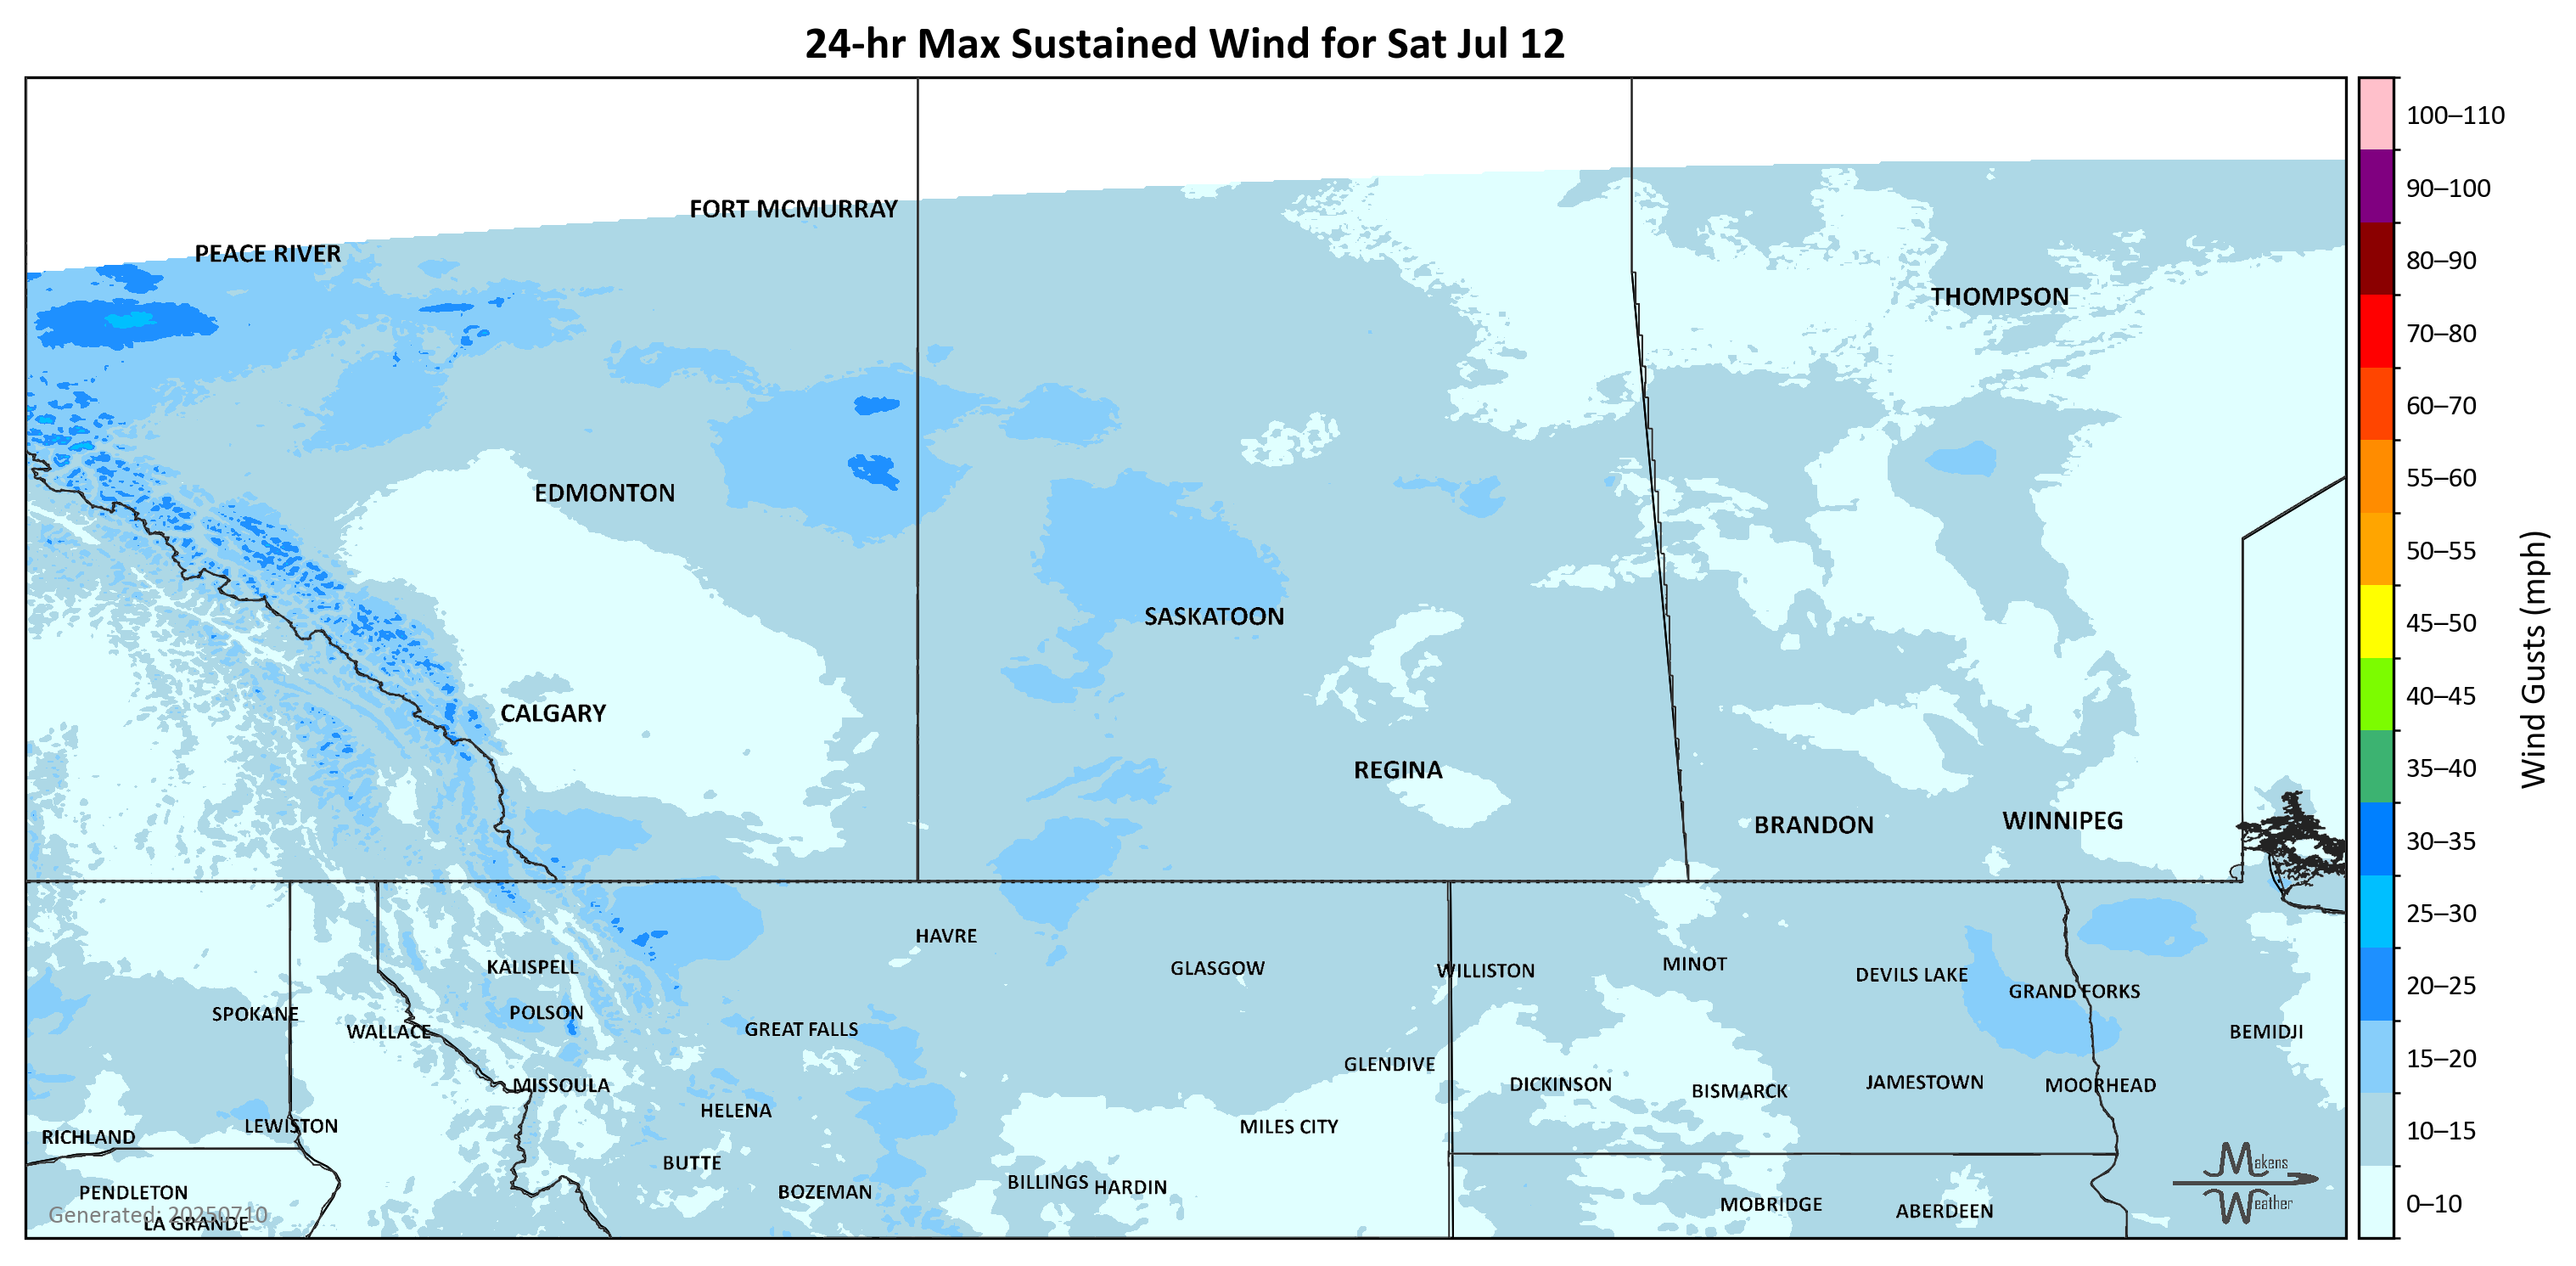 24-hr Max Sustained Wind for Sat Jul 12
100–110
FORT MCMURRAY
90–100
PEACE RIVER
80–90
THOMPSON
70–80
60–70
55–60
EDMONTON
50–55
SASKATOON
45–50
Wind Gusts (mph)
CALGARY
40–45
REGINA
35–40
BRANDON
WINNIPEG
30–35
HAVRE
25–30
KALISPELL
GLASGOW
WILLISTON
MINOT
DEVILS LAKE
20–25
GRAND FORKS
SPOKANE
POLSON
WALLACE
GREAT FALLS
BEMIDJI
15–20
GLENDIVE
MISSOULA
DICKINSON
BISMARCK
JAMESTOWN
MOORHEAD
HELENA
LEWISTON
MILES CITY
10–15
RICHLAND
BUTTE
Makens
Weather
PENDLETON
BOZEMAN
BILLINGS
HARDIN
MOBRIDGE
ABERDEEN
0–10
Generated: 20250710
LA GRANDE